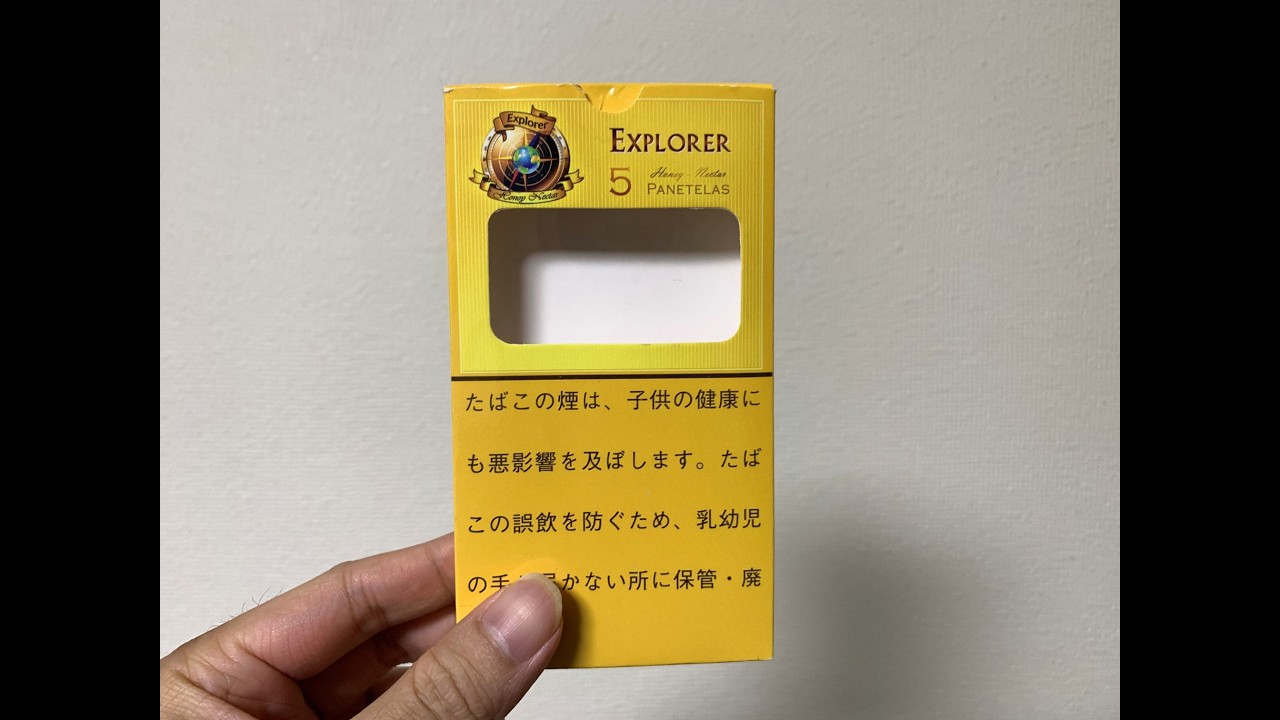 Explorer
Honey Nectar
EXPLORER
5 Honey - Nectar
PANETELAS
たばこの煙は、子供の健康に
も悪影響を及ぼします。たば
この誤飲を防ぐため、乳幼児
の手 かない所に保管・廃